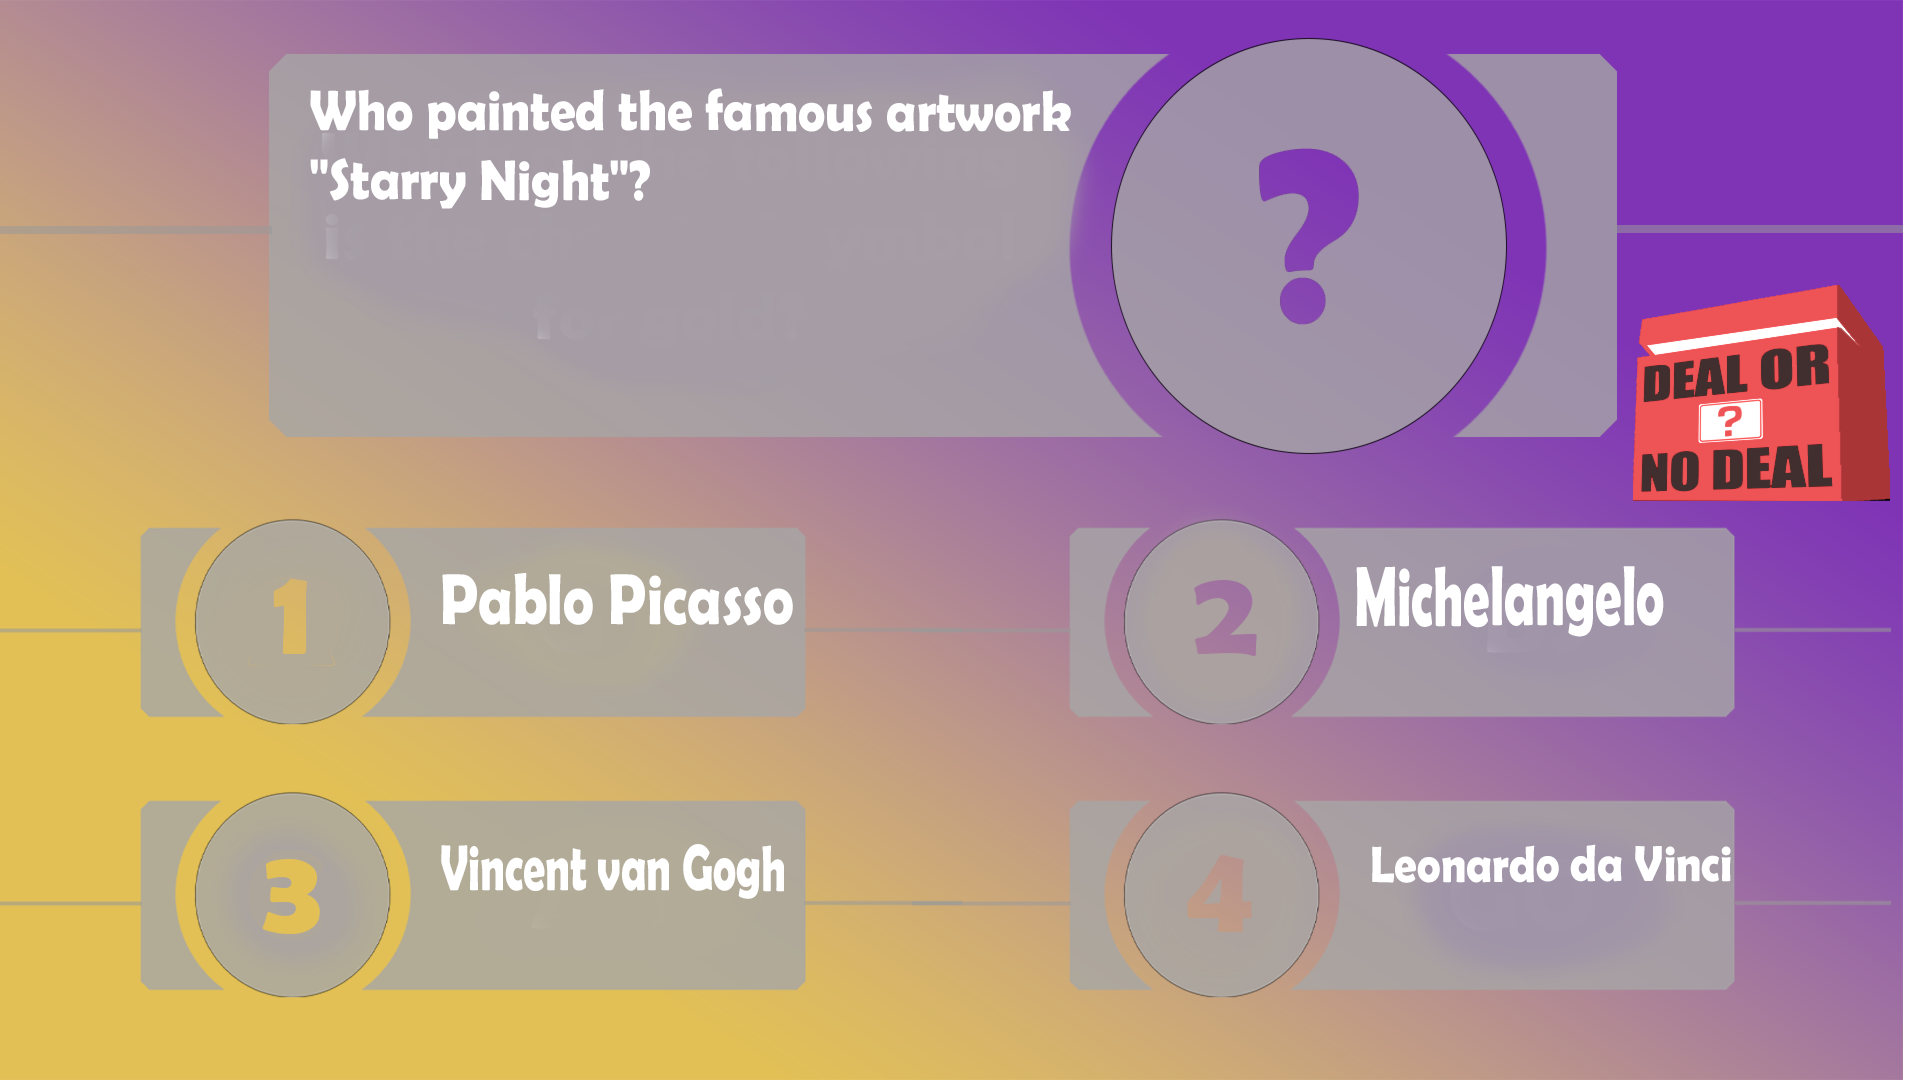 Who painted the famous artwork
"Starry Night"?
?
DEAL OR
?
NO DEAL
1
Pablo Picasso
2
Michelangelo
3
Vincent van Gogh
4
Leonardo da Vinci